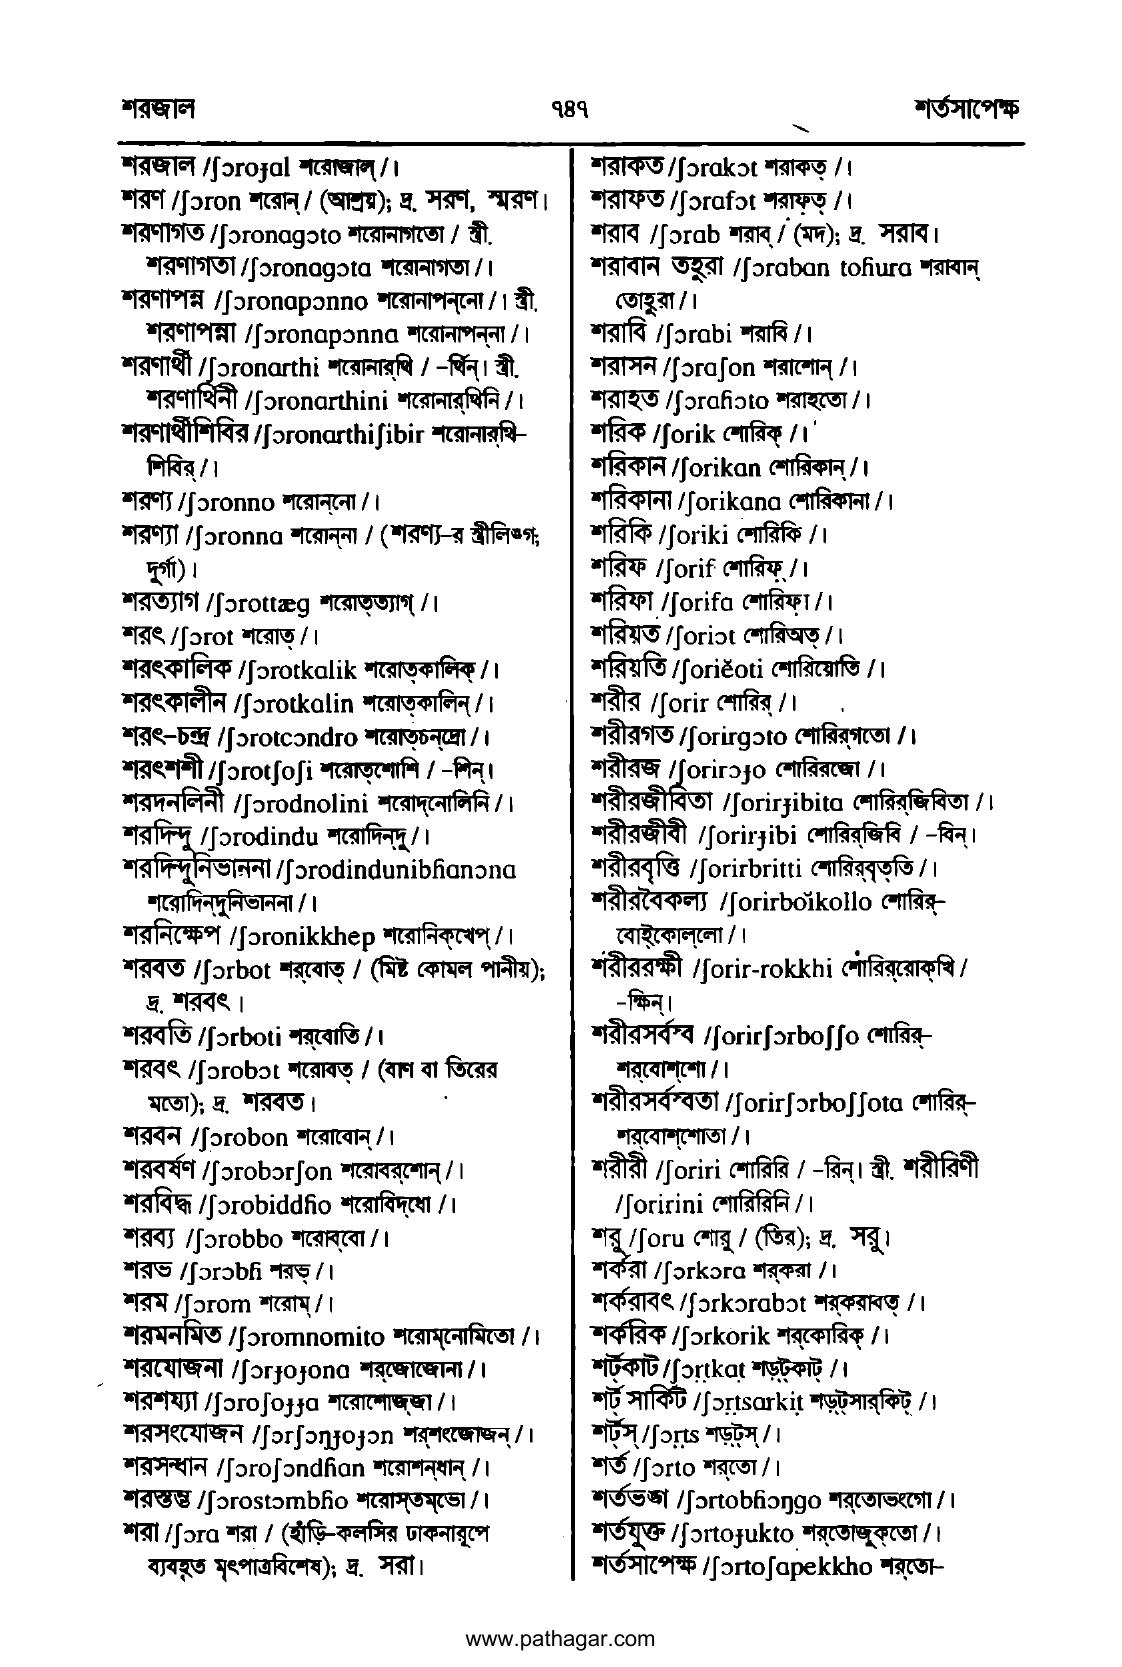 শরজাল ৭৪৭ শর্তসাপেক্ষ
শরজাল /ʃɔroɟal শরোজাল্ /।
শরণ /ʃɔron শরোন্ / (আশ্রয়); দ্র. সরণ, স্মরণ।
শরণাগত /ʃɔronagɔto শরোনাগতো / স্ত্রী.
শরণাগতা /ʃɔronagɔta শরোনাগতা /।
শরণাপন্ন /ʃɔronapɔnno শরোনাপন্‌নো /। স্ত্রী.
শরণাপন্না /ʃɔronapɔnna শরোনাপন্‌না /।
শরণার্থী /ʃɔronarthi শরোনার্‌থি / -র্থিন্। স্ত্রী.
শরণার্থিনী /ʃɔronarthini শরোনার্‌থিনি /।
শরণার্থীশিবির /ʃɔronarthiʃibir শরোনার্‌থি-
শিবির্ /।
শরণ্য /ʃɔronno শরোন্‌নো /।
শরণ্যা /ʃɔronna শরোন্‌না / (শরণ্য-র স্ত্রীলিঙ্গ;
দুর্গা)।
শরত্যাগ /ʃɔrottæg শরোত্‌ত্যাগ্ /।
শরৎ /ʃɔrot শরোত্ /।
শরৎকালিক /ʃɔrotkalik শরোত্‌কালিক্ /।
শরৎকালীন /ʃɔrotkalin শরোত্‌কালিন্ /।
শরৎ-চন্দ্র /ʃɔrotcɔndro শরোত্‌চন্‌দ্রো /।
শরৎশশী /ʃɔrotʃoʃi শরোত্‌শোশি / -শিন্।
শরদনলিনী /ʃɔrodnolini শরোদ্‌নোলিনি /।
শরদিন্দু /ʃɔrodindu শরোদিন্‌দু /।
শরদিন্দুনিভাননা /ʃɔrodindunibɦanɔna
শরোদিন্‌দুনিভাননা /।
শরনিক্ষেপ /ʃɔronikkhep শরোনিক্‌খেপ্ /।
শরবত /ʃɔrbot শর্‌বোত্ / (মিষ্ট কোমল পানীয়);
দ্র. শরবৎ।
শরবতি /ʃɔrboti শর্‌বোতি /।
শরবৎ /ʃɔrobɔt শরোবত্ / (বাণ বা তিরের
মতো); দ্র. শরবত।
শরবন /ʃɔrobon শরোবোন্ /।
শরবর্ষণ /ʃɔrobɔrʃon শরোবর্‌শোন্ /।
শরবিদ্ধ /ʃɔrobiddɦo শরোবিদ্‌ধো /।
শরব্য /ʃɔrobbo শরোব্‌বো /।
শরভ /ʃɔrɔbɦ শরভ্ /।
শরম /ʃɔrom শরোম্ /।
শরমনমিত /ʃɔromnomito শরোম্‌নোমিতো /।
শরযোজনা /ʃɔrɟoɟona শর্‌জোজোনা /।
শরশয্যা /ʃɔroʃoɟɟa শরোশোজ্‌জা /।
শরসংযোজন /ʃɔrʃɔŋɟoɟɔn শর্‌শংজোজন্ /।
শরসন্ধান /ʃɔroʃɔndɦan শরোশন্‌ধান্ /।
শরস্তম্ভ /ʃɔrostɔmbɦo শরোস্‌তম্‌ভো /।
শরা /ʃɔra শরা / (হাঁড়ি-কলসির ঢাকনারূপে
ব্যবহৃত মৃৎপাত্রবিশেষ); দ্র. সরা।
শরাকত /ʃɔrakɔt শরাকত্ /।
শরাফত /ʃɔrafɔt শরাফ্‌ত্ /।
শরাব /ʃɔrab শরাব্ / (মদ); দ্র. সরাব।
শরাবান তহুরা /ʃɔraban toɦura শরাবান্
তোহুরা /।
শরাবি /ʃɔrabi শরাবি /।
শরাসন /ʃɔraʃon শরাশোন্ /।
শরাহত /ʃɔraɦɔto শরাহতো /।
শরিক /ʃorik শোরিক্ /।
শরিকান /ʃorikan শোরিকান্ /।
শরিকানা /ʃorikana শোরিকানা /।
শরিকি /ʃoriki শোরিকি /।
শরিফ /ʃorif শোরিফ্ /।
শরিফা /ʃorifa শোরিফা /।
শরিয়ত /ʃoriɔt শোরিঅত্ /।
শরিয়তি /ʃoriĕoti শোরিয়োতি /।
শরীর /ʃorir শোরির্ /।
শরীরগত /ʃorirgɔto শোরির্‌গতো /।
শরীরজ /ʃorirɔɟo শোরিরজো /।
শরীরজীবিতা /ʃorirɟibita শোরির্‌জিবিতা /।
শরীরজীবী /ʃorirɟibi শোরির্‌জিবি / -বিন্।
শরীরবৃত্তি /ʃorirbritti শোরির্‌বৃত্‌তি /।
শরীরবৈকল্য /ʃorirboĭkollo শোরির্-
বোই্‌কোল্‌লো /।
শরীররক্ষী /ʃorir-rokkhi শোরির্‌রোক্‌খি /
-ক্ষিন্।
শরীরসর্বস্ব /ʃorirʃɔrboʃʃo শোরির্-
শর্‌বোশ্‌শো /।
শরীরসর্বস্বতা /ʃorirʃɔrboʃʃota শোরির্-
শর্‌বোশ্‌শোতা /।
শরীরী /ʃoriri শোরিরি / -রিন্। স্ত্রী. শরীরিণী
/ʃoririni শোরিরিনি /।
শরু /ʃoru শোরু / (তির); দ্র. সরু।
শর্করা /ʃɔrkɔra শর্‌করা /।
শর্করাবৎ /ʃɔrkɔrabɔt শর্‌করাবত্ /।
শর্করিক /ʃɔrkorik শর্‌কোরিক্ /।
শর্টকাট /ʃɔṛṭkaṭ শড়্‌ট্‌কাট্ /।
শর্ট সার্কিট /ʃɔṛṭsarkiṭ শড়্‌ট্‌সার্‌কিট্ /।
শর্টস্ /ʃɔṛṭs শড়্‌ট্‌স্ /।
শর্ত /ʃɔrto শর্‌তো /।
শর্তভঙ্গ /ʃɔrtobɦɔŋgo শর্‌তোভংগো /।
শর্তযুক্ত /ʃɔrtoɟukto শর্‌তোজুক্‌তো /।
শর্তসাপেক্ষ /ʃɔrtoʃapekkho শর্‌তো-
www.pathagar.com